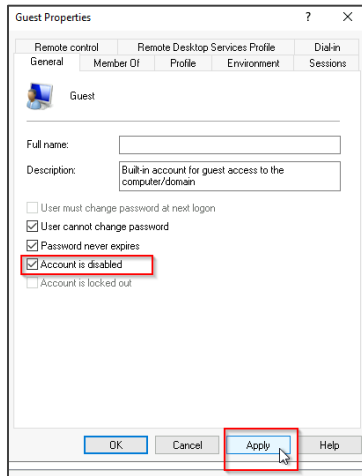 Guest Properties
? X
Remote control Remote Desktop Services Profile Dial-in
General Member Of Profile Environment Sessions
Guest
Full name:
Description: Built-in account for guest access to the
computer/domain
User must change password at next logon
User cannot change password
Password never expires
Account is disabled
Account is locked out
OK Cancel Apply Help